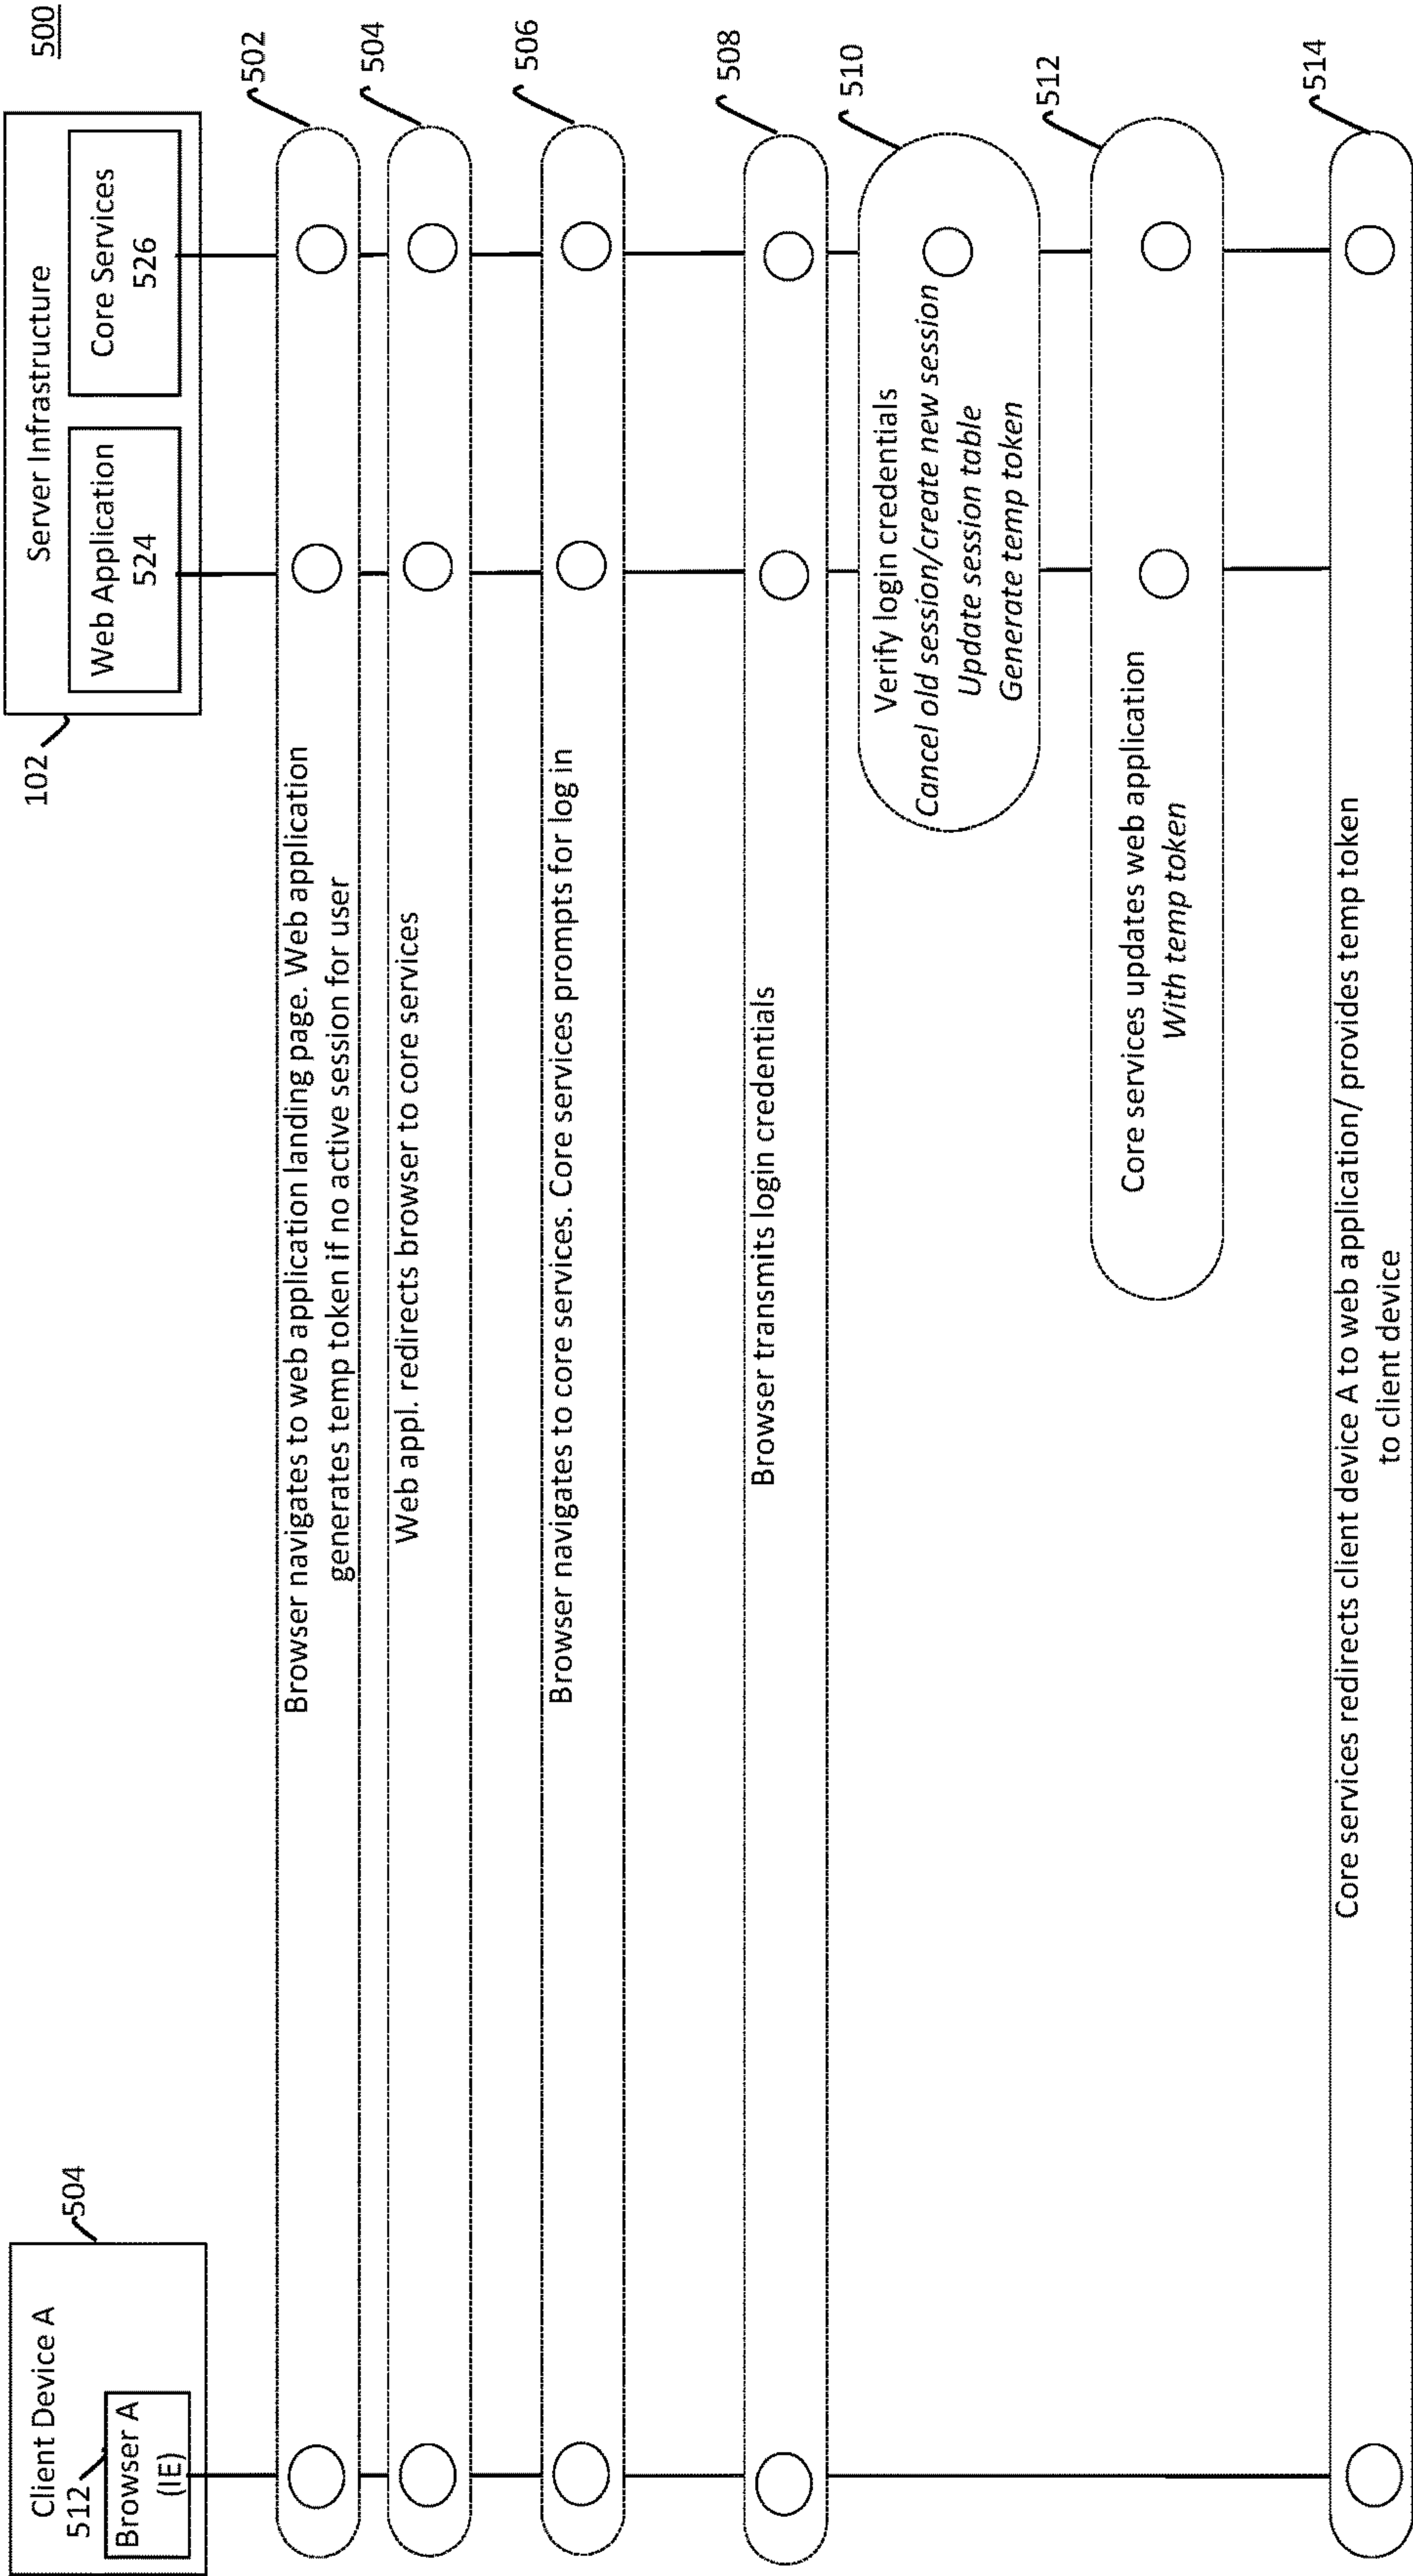 500
Client Device A
504
512
Browser A
(IE)
Server Infrastructure
102
Web Application
524
Core Services
526
502
Browser navigates to web application landing page. Web application
generates temp token if no active session for user
504
Web appl. redirects browser to core services
506
Browser navigates to core services. Core services prompts for log in
508
Browser transmits login credentials
510
Verify login credentials
Cancel old session/create new session
Update session table
Generate temp token
512
Core services updates web application
With temp token
514
Core services redirects client device A to web application/ provides temp token
to client device